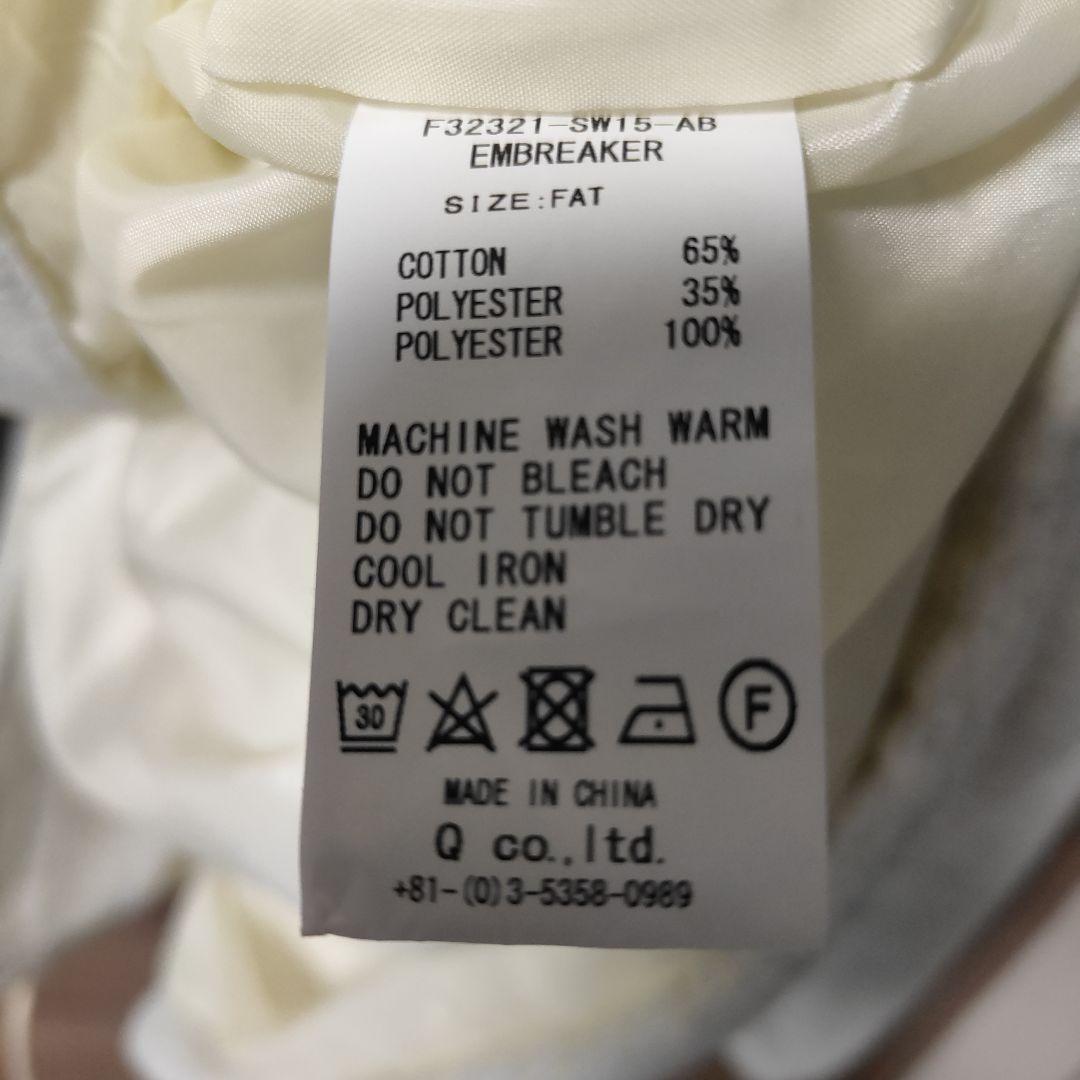 F32321-SW15-AB
EMBREAKER
SIZE:FAT
COTTON 65%
POLYESTER 35%
POLYESTER 100%
MACHINE WASH WARM
DO NOT BLEACH
DO NOT TUMBLE DRY
COOL IRON
DRY CLEAN
30 F
MADE IN CHINA
Q co.,ltd.
+81-(0)3-5358-0989